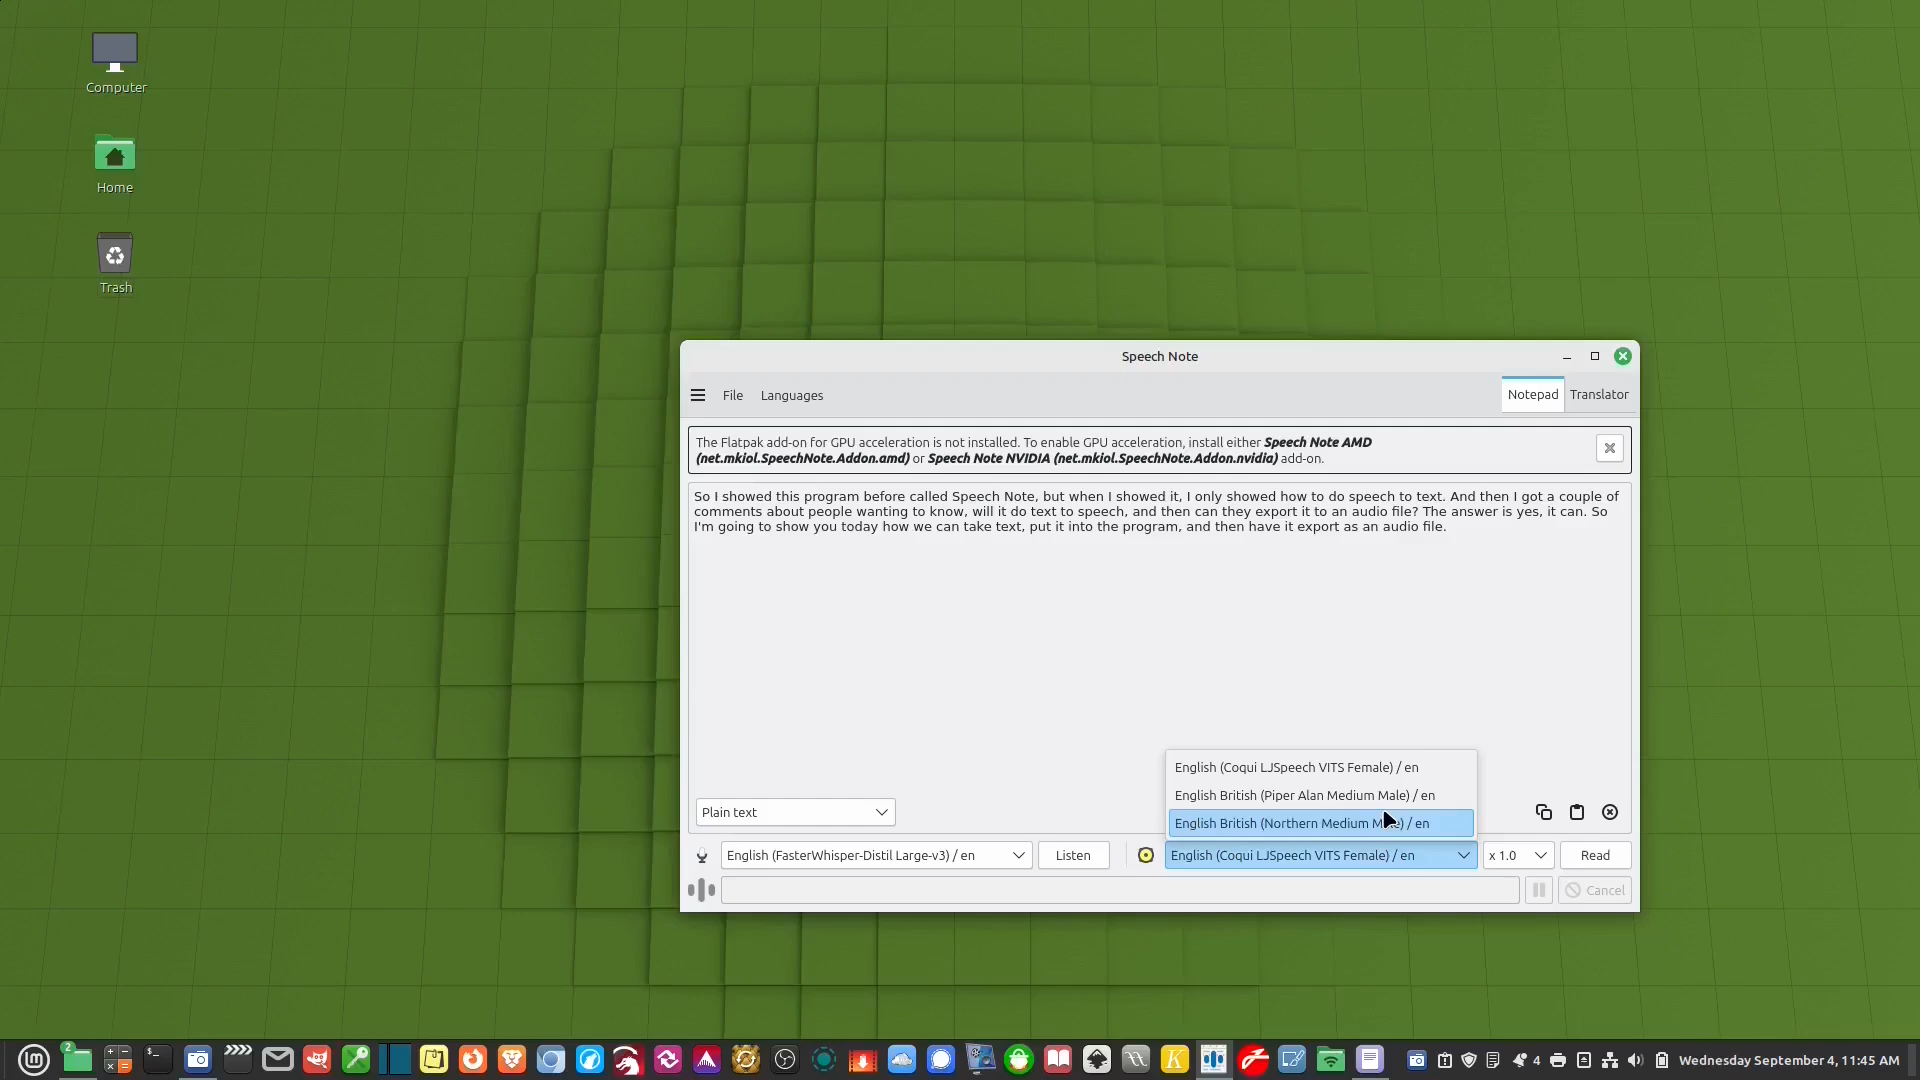 Computer
Home
Trash
Speech Note
File
Languages
Notepad
Translator
The Flatpak add-on for GPU acceleration is not installed. To enable GPU acceleration, install either Speech Note AMD
(net.mkiol.SpeechNote.Addon.amd) or Speech Note NVIDIA (net.mkiol.SpeechNote.Addon.nvidia) add-on.
So I showed this program before called Speech Note, but when I showed it, I only showed how to do speech to text. And then I got a couple of
comments about people wanting to know, will it do text to speech, and then can they export it to an audio file? The answer is yes, it can. So
I'm going to show you today how we can take text, put it into the program, and then have it export as an audio file.
English (Coqui LJSpeech VITS Female) / en
English British (Piper Alan Medium Male) / en
English British (Northern Medium Male) / en
Plain text
English (FasterWhisper-Distil Large-v3) / en
Listen
English (Coqui LJSpeech VITS Female) / en
x 1.0
Read
Cancel
2
4
Wednesday September 4, 11:45 AM